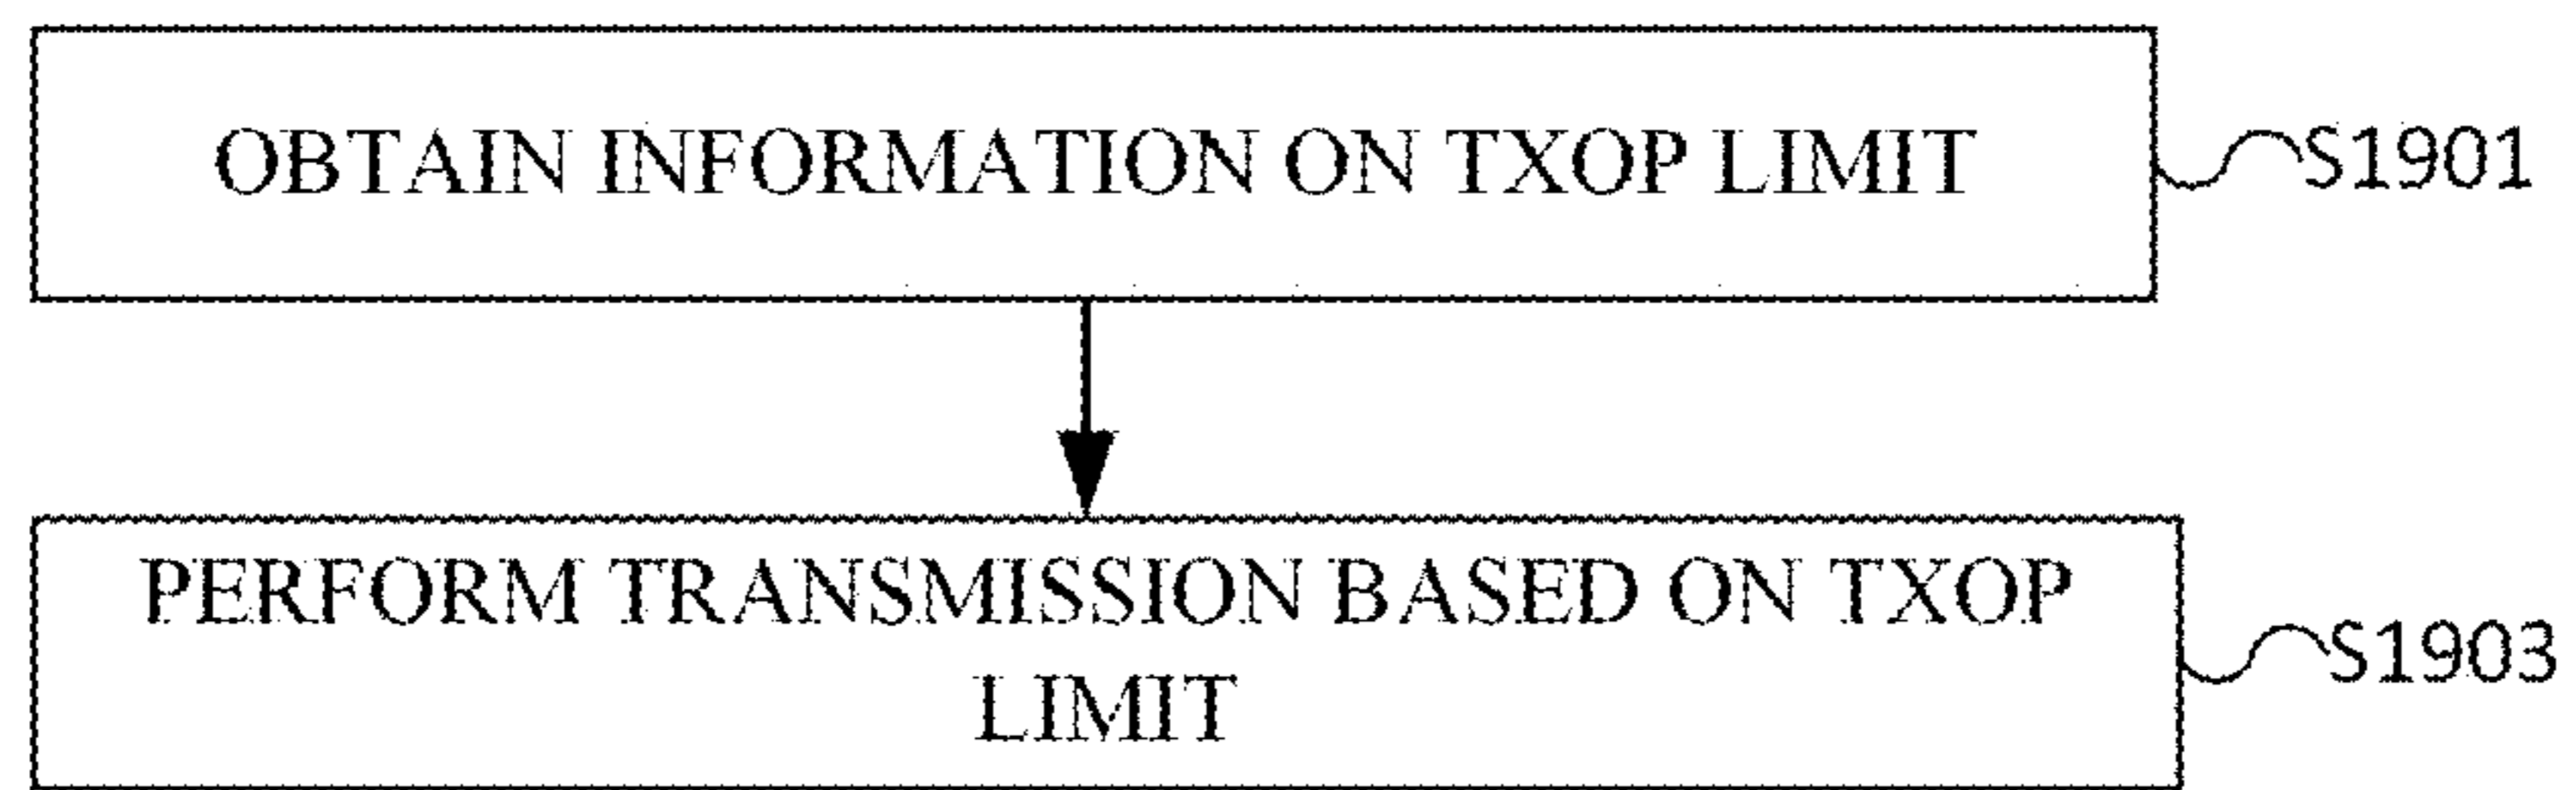 OBTAIN INFORMATION ON TXOP LIMIT
S1901
PERFORM TRANSMISSION BASED ON TXOP
LIMIT
S1903